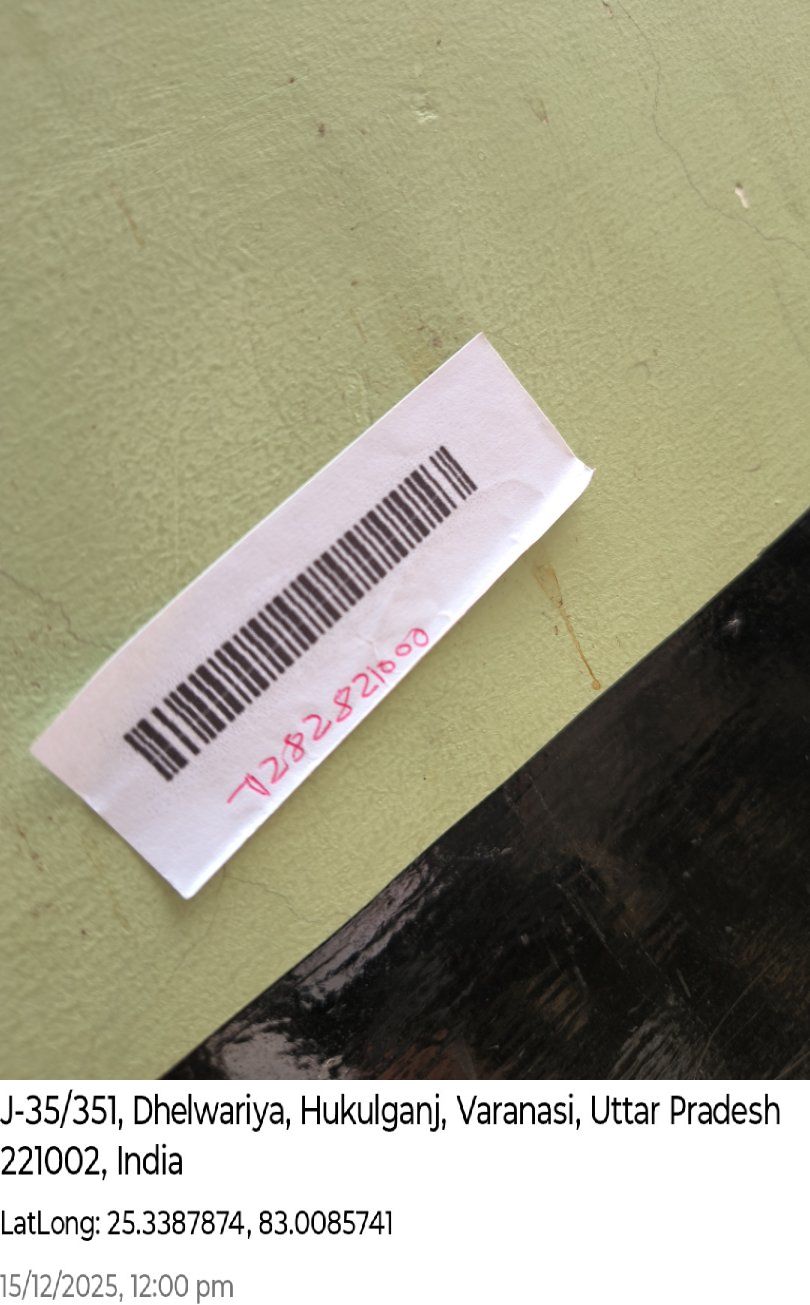 7282821000
J-35/351, Dhelwariya, Hukulganj, Varanasi, Uttar Pradesh
221002, India
LatLong: 25.3387874, 83.0085741
15/12/2025, 12:00 pm